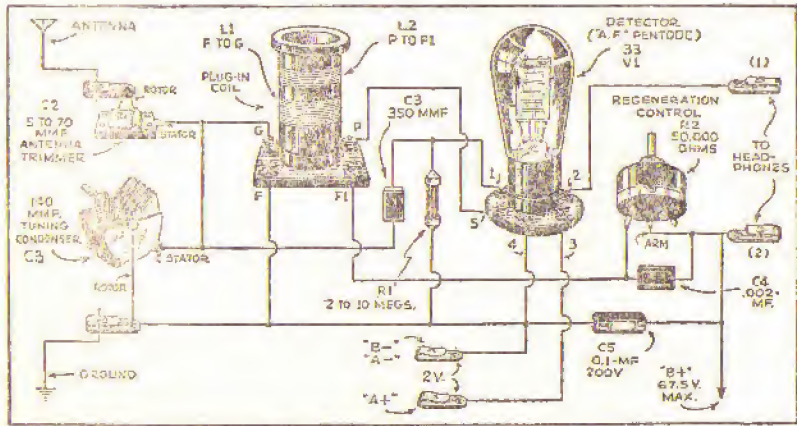 ANTENNA
L1
F TO G
L2
P TO F1
PLUG-IN
COIL
DETECTOR
("A.F." PENTODE)
33
V1
(1)
ROTOR
C2
5 TO 70
MMF.
ANTENNA
TRIMMER
STATOR
G
P
C3
350 MMF
REGENERATION
CONTROL
R2
50,000
OHMS
TO
HEAD-
PHONES
1
2
140
MMF.
TUNING
CONDENSER
C3
F
F1
5
4
3
STATOR
ROTOR
ARM
(2)
R1
2 TO 10 MEGS.
C4
.002-
MF.
"B-"
"A-"
2V.
"A+"
C5
0.1-MF
200V
"B+"
67.5 V.
MAX.
GROUND